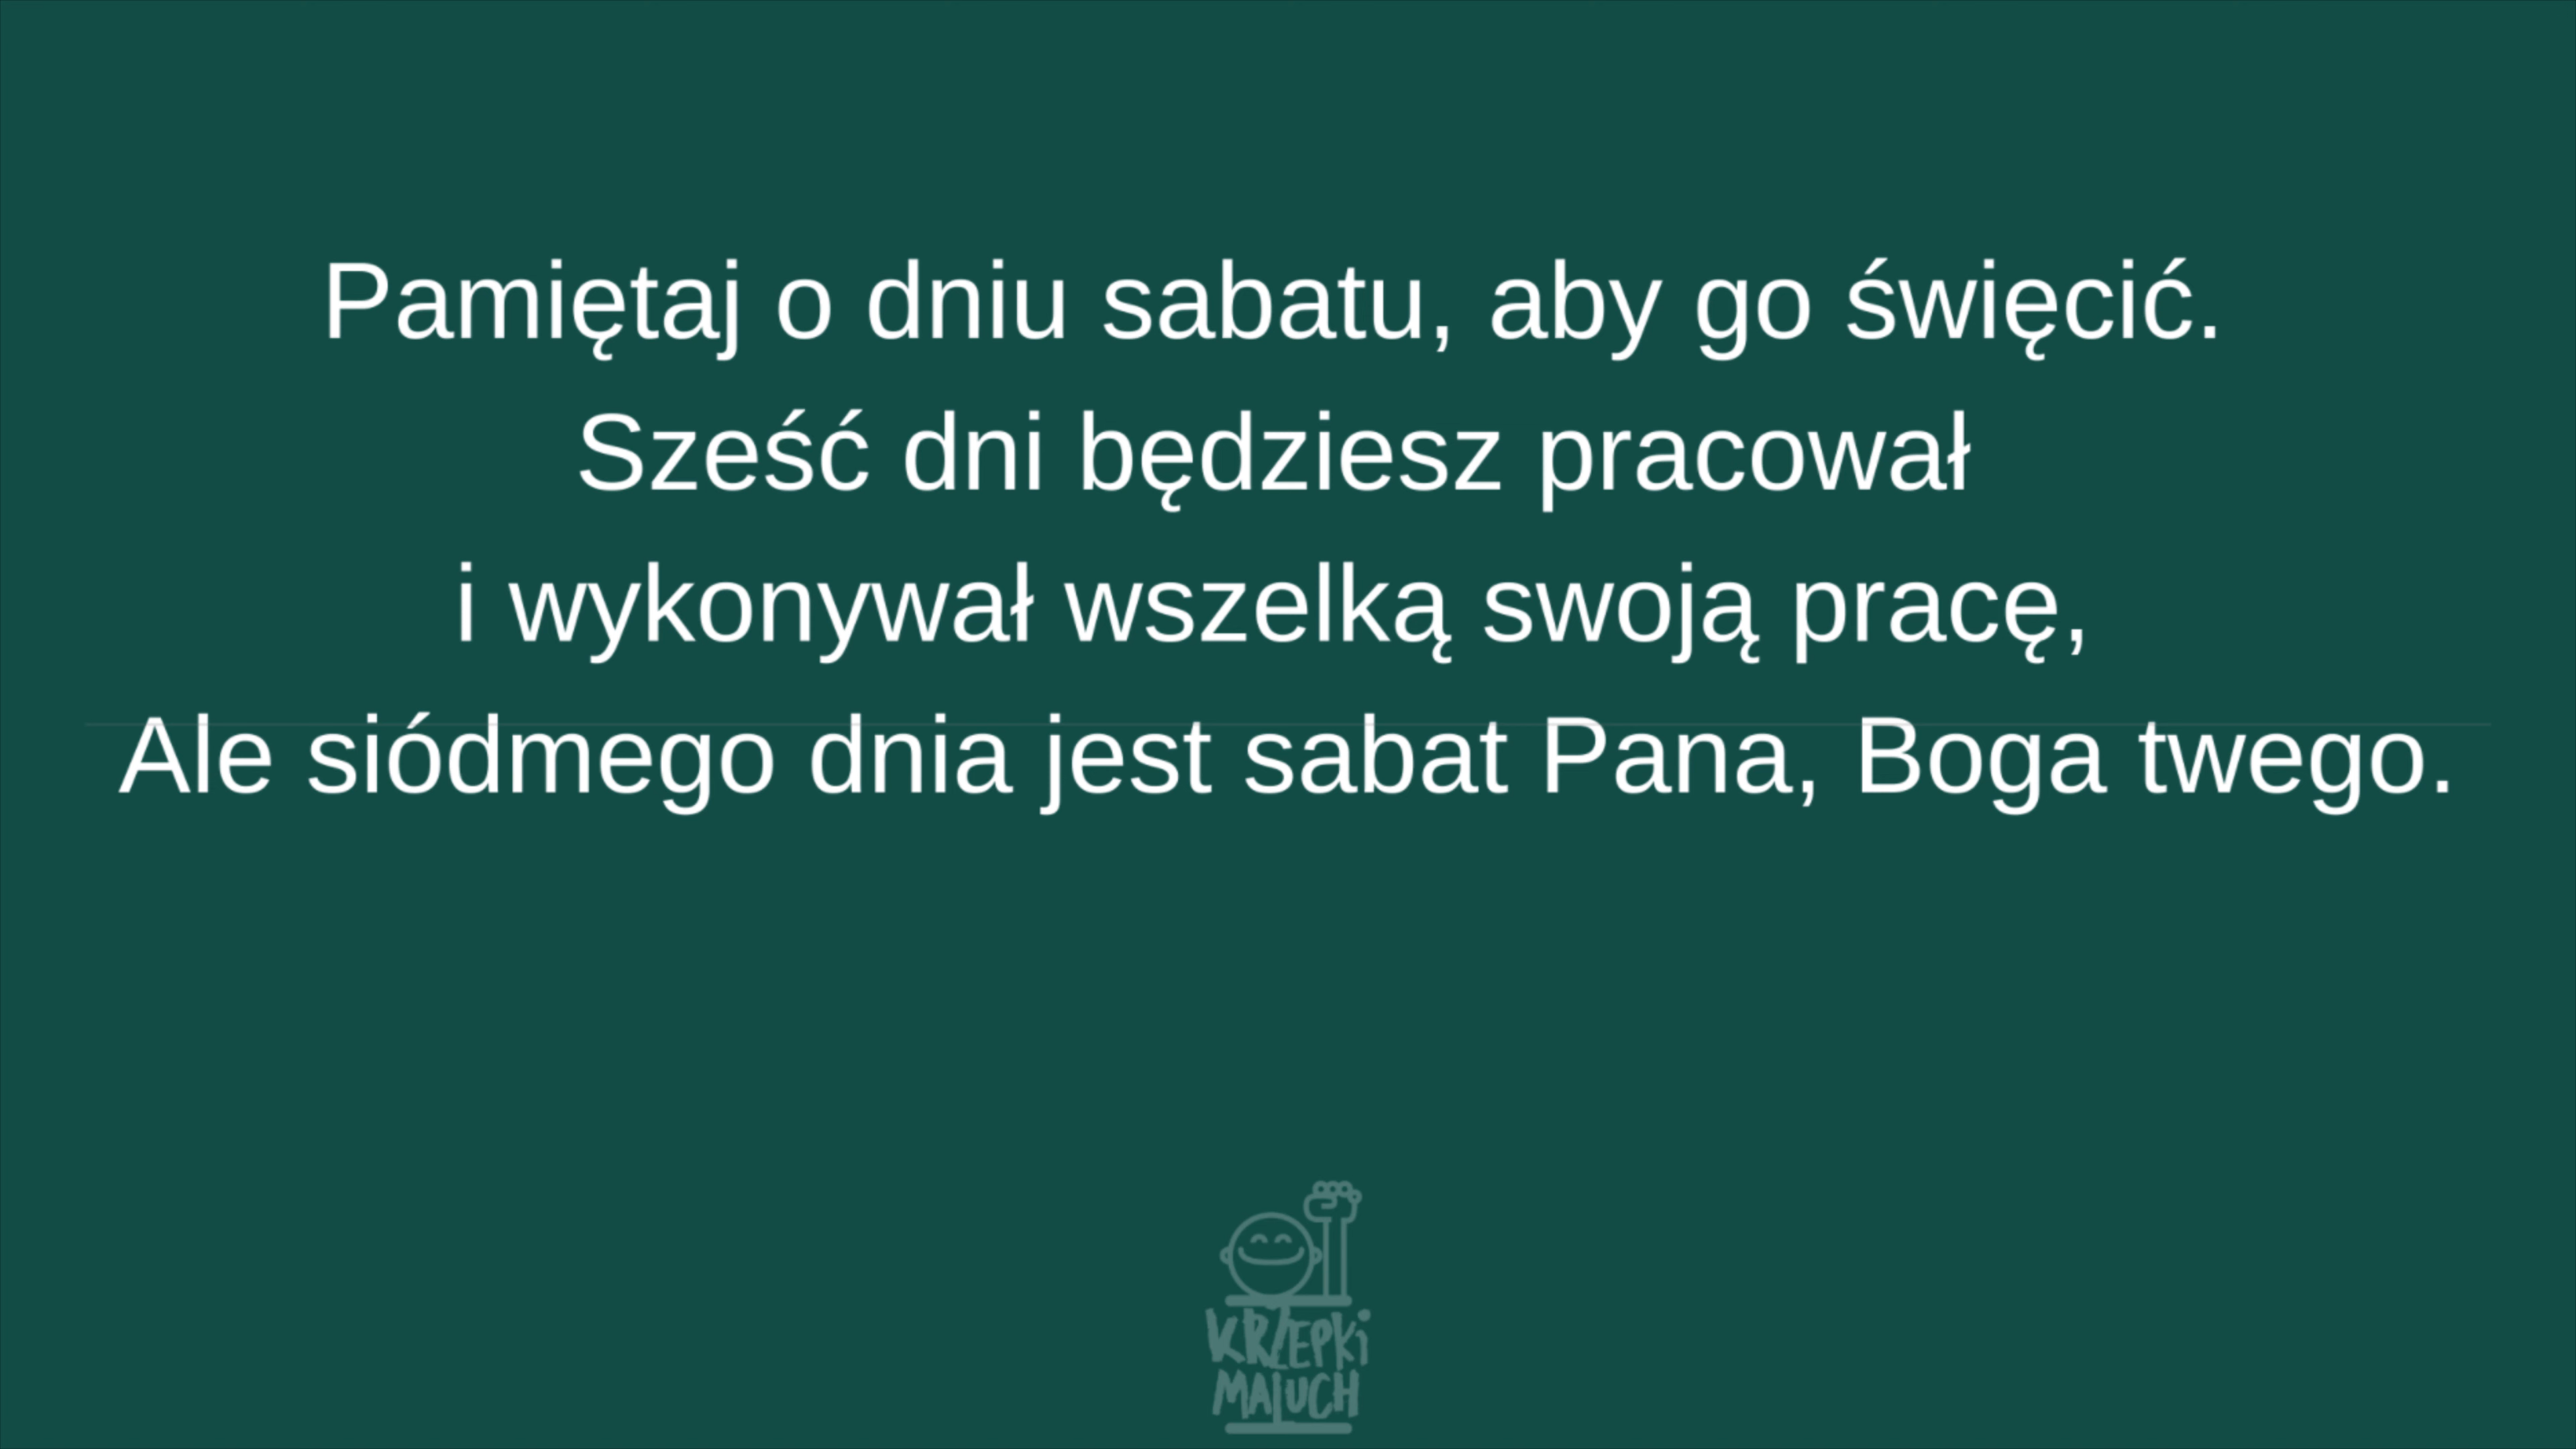 Pamiętaj o dniu sabatu, aby go święcić.
Sześć dni będziesz pracował
i wykonywał wszelką swoją pracę,
Ale siódmego dnia jest sabat Pana, Boga twego.
KRZEPKi
MALUCH